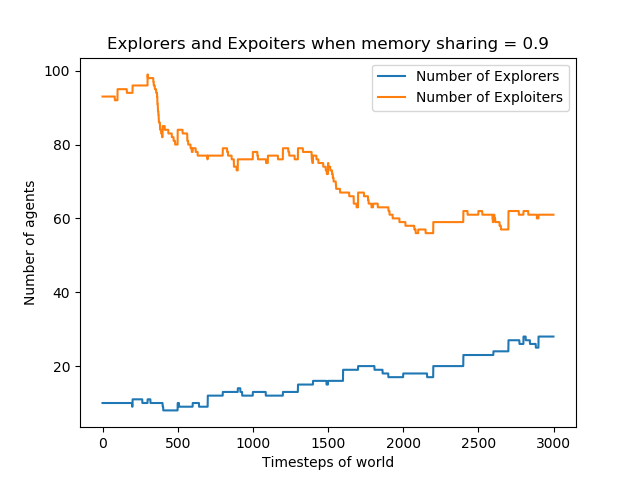 Explorers and Expoiters when memory sharing = 0.9
Number of Explorers
Number of Exploiters
Number of agents
100
80
60
40
20
0 500 1000 1500 2000 2500 3000
Timesteps of world